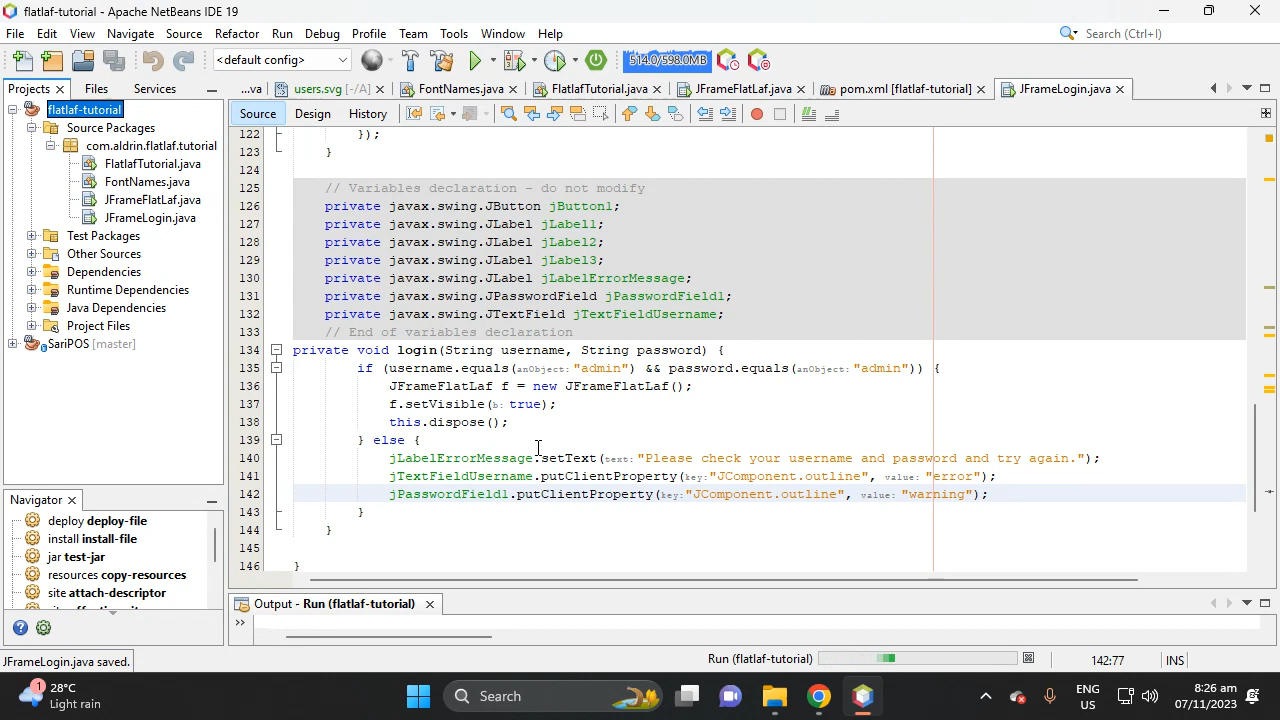 flatlaf-tutorial - Apache NetBeans IDE 19
File Edit View Navigate Source Refactor Run Debug Profile Team Tools Window Help
Search (Ctrl+I)
<default config>
514.0/598.0MB
Projects Files Services
...va users.svg [-/A] FontNames.java FlatlafTutorial.java JFrameFlatLaf.java pom.xml [flatlaf-tutorial] JFrameLogin.java
Source Design History
flatlaf-tutorial
Source Packages
com.aldrin.flatlaf.tutorial
FlatlafTutorial.java
FontNames.java
JFrameFlatLaf.java
JFrameLogin.java
Test Packages
Other Sources
Dependencies
Runtime Dependencies
Java Dependencies
Project Files
SariPOS [master]
122 });
123 }
124
125 // Variables declaration - do not modify
126 private javax.swing.JButton jButton1;
127 private javax.swing.JLabel jLabel1;
128 private javax.swing.JLabel jLabel2;
129 private javax.swing.JLabel jLabel3;
130 private javax.swing.JLabel jLabelErrorMessage;
131 private javax.swing.JPasswordField jPasswordField1;
132 private javax.swing.JTextField jTextFieldUsername;
133 // End of variables declaration
134 private void login(String username, String password) {
135 if (username.equals(anObject: "admin") && password.equals(anObject: "admin")) {
136 JFrameFlatLaf f = new JFrameFlatLaf();
137 f.setVisible(b: true);
138 this.dispose();
139 } else {
140 jLabelErrorMessage.setText(text: "Please check your username and password and try again.");
141 jTextFieldUsername.putClientProperty(key: "JComponent.outline", value: "error");
142 jPasswordField1.putClientProperty(key: "JComponent.outline", value: "warning");
143 }
144 }
145
146 }
Navigator
deploy deploy-file
install install-file
jar test-jar
resources copy-resources
site attach-descriptor
Output - Run (flatlaf-tutorial)
JFrameLogin.java saved.
Run (flatlaf-tutorial)
142:77
INS
1
28°C
Light rain
Search
ENG
US
8:26 am
07/11/2023